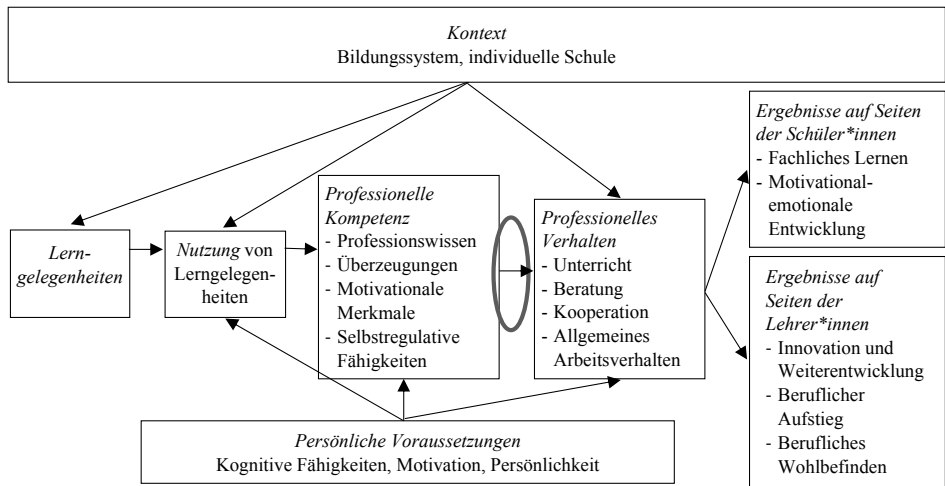 Kontext
Bildungssystem, individuelle Schule
Lern-
gelegenheiten
Nutzung von
Lerngelegen-
heiten
Professionelle
Kompetenz
- Professionswissen
- Überzeugungen
- Motivationale
Merkmale
- Selbstregulative
Fähigkeiten
Professionelles
Verhalten
- Unterricht
- Beratung
- Kooperation
- Allgemeines
Arbeitsverhalten
Ergebnisse auf Seiten
der Schüler*innen
- Fachliches Lernen
- Motivational-
emotionale
Entwicklung
Ergebnisse auf
Seiten der
Lehrer*innen
- Innovation und
Weiterentwicklung
- Beruflicher
Aufstieg
- Berufliches
Wohlbefinden
Persönliche Voraussetzungen
Kognitive Fähigkeiten, Motivation, Persönlichkeit